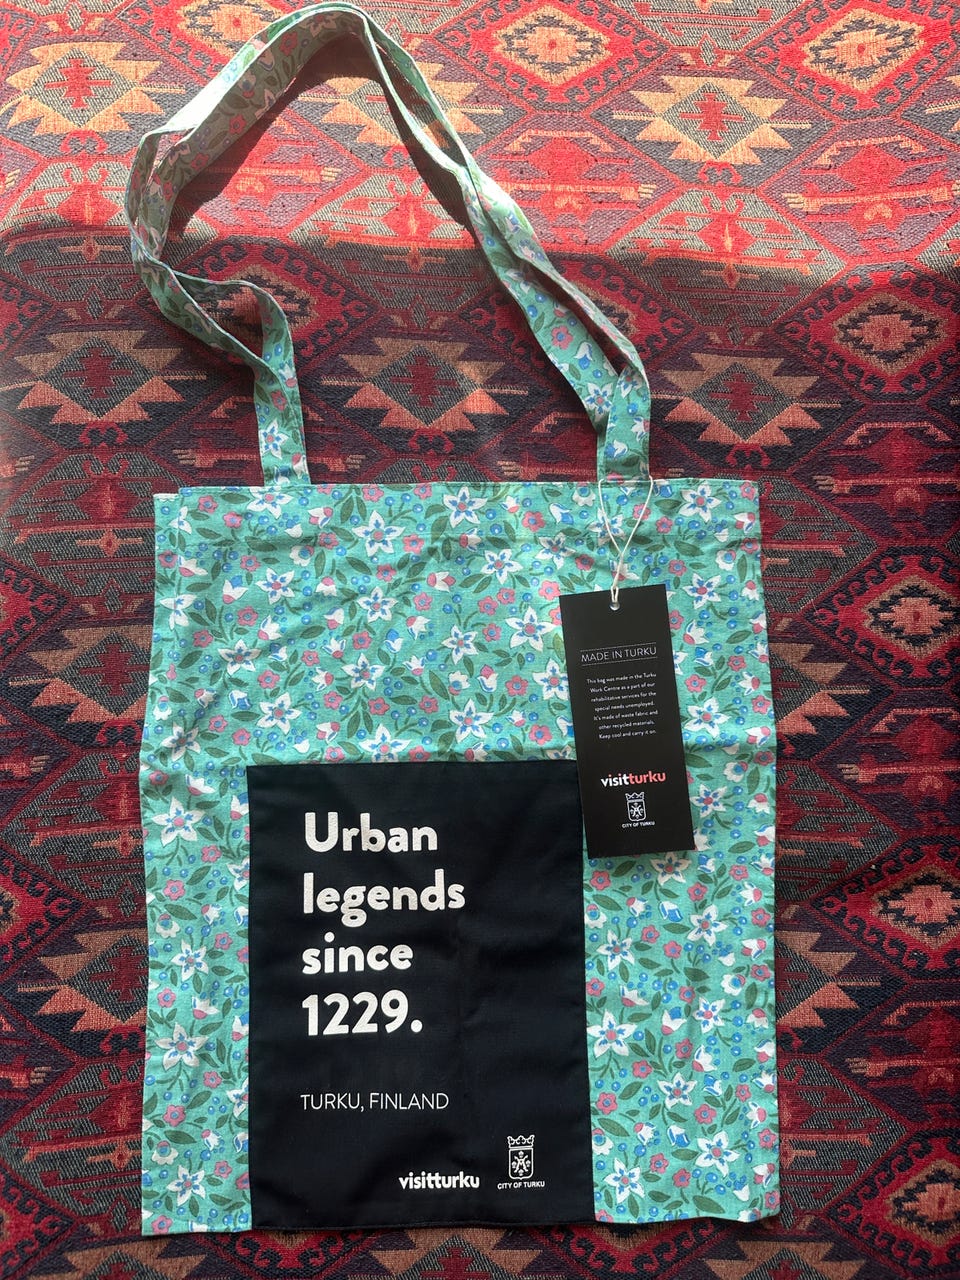 MADE IN TURKU
This bag was made in the Turku
Work Centre as a part of our
rehabilitative services for the
special needs unemployed.
It's made of waste fabric and
other recycled materials.
Keep cool and carry it on.
visitturku
CITY OF TURKU
Urban
legends
since
1229.
TURKU, FINLAND
visitturku
CITY OF TURKU